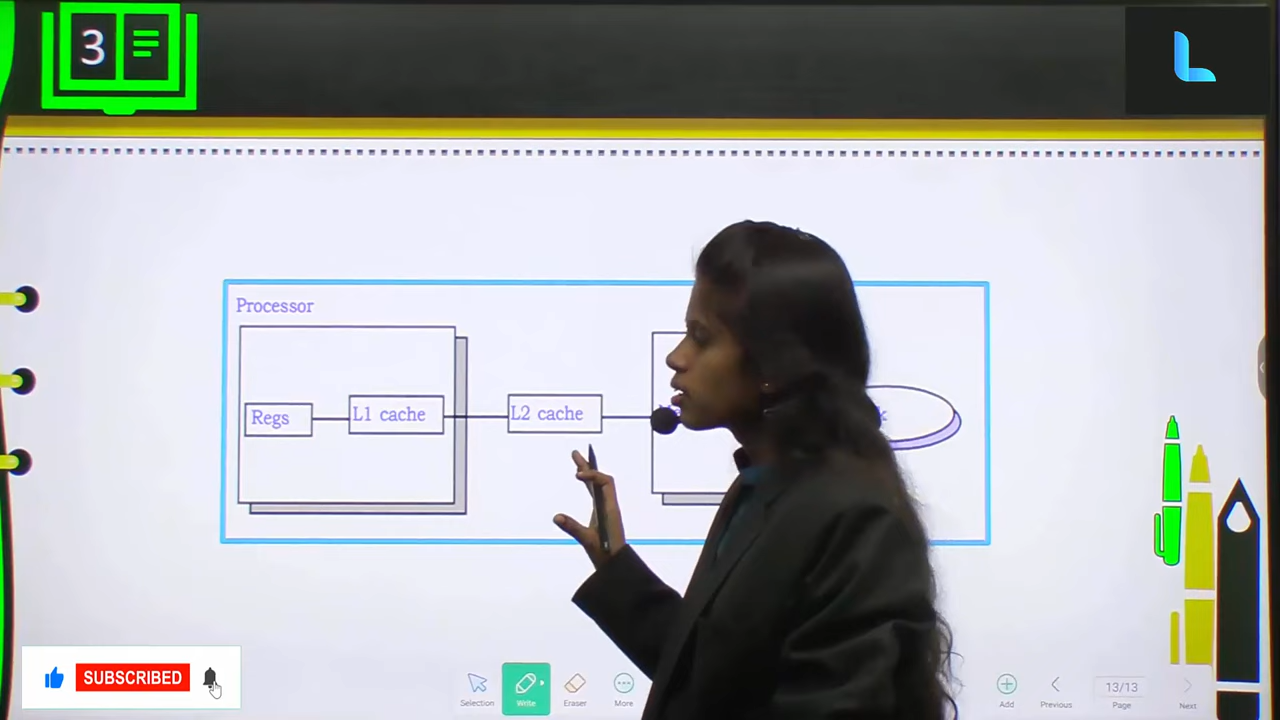 3
L
Processor
Regs
L1 cache
L2 cache
SUBSCRIBED
Selection
Write
Eraser
More
Add
Previous
13/13
Page
Next